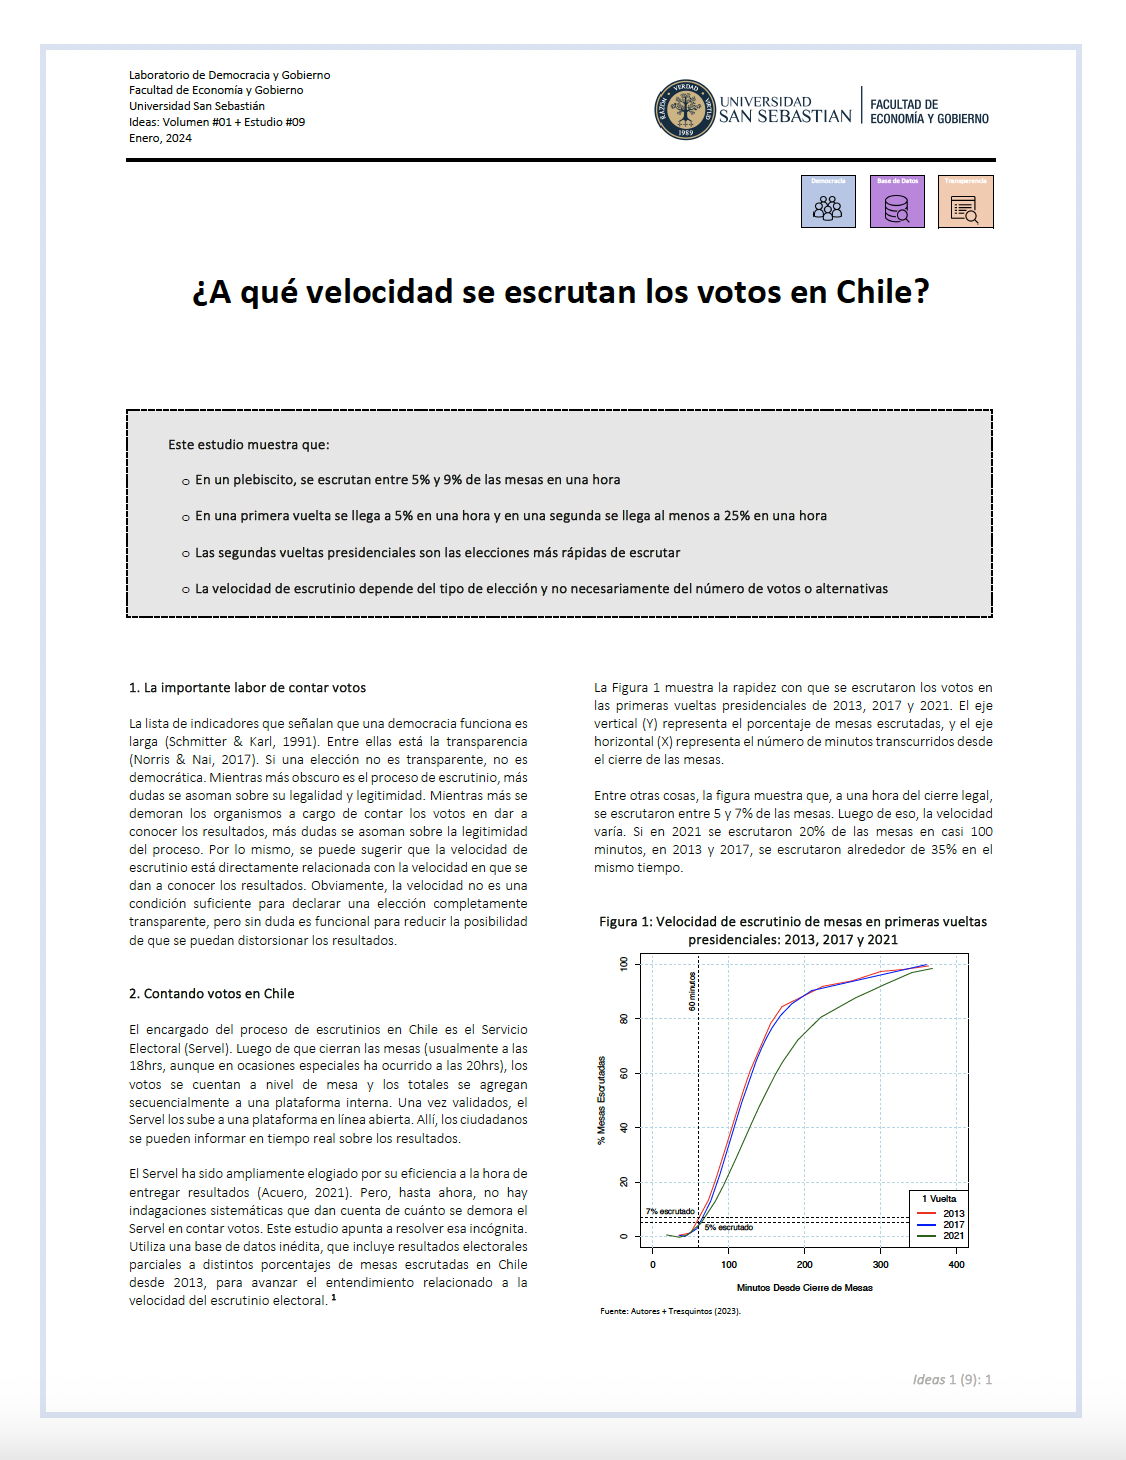 Laboratorio de Democracia y Gobierno
Facultad de Economía y Gobierno
Universidad San Sebastián
Ideas: Volumen #01 + Estudio #09
Enero, 2024
VERDAD
RAZÓN
VIRTUD
1989
UNIVERSIDAD
SAN SEBASTIAN
FACULTAD DE
ECONOMÍA Y GOBIERNO
Democracia
Base de Datos
Transparencia
¿A qué velocidad se escrutan los votos en Chile?
Este estudio muestra que:
o En un plebiscito, se escrutan entre 5% y 9% de las mesas en una hora
o En una primera vuelta se llega a 5% en una hora y en una segunda se llega al menos a 25% en una hora
o Las segundas vueltas presidenciales son las elecciones más rápidas de escrutar
o La velocidad de escrutinio depende del tipo de elección y no necesariamente del número de votos o alternativas
1. La importante labor de contar votos
La lista de indicadores que señalan que una democracia funciona es
larga (Schmitter & Karl, 1991). Entre ellas está la transparencia
(Norris & Nai, 2017). Si una elección no es transparente, no es
democrática. Mientras más obscuro es el proceso de escrutinio, más
dudas se asoman sobre su legalidad y legitimidad. Mientras más se
demoran los organismos a cargo de contar los votos en dar a
conocer los resultados, más dudas se asoman sobre la legitimidad
del proceso. Por lo mismo, se puede sugerir que la velocidad de
escrutinio está directamente relacionada con la velocidad en que se
dan a conocer los resultados. Obviamente, la velocidad no es una
condición suficiente para declarar una elección completamente
transparente, pero sin duda es funcional para reducir la posibilidad
de que se puedan distorsionar los resultados.
2. Contando votos en Chile
El encargado del proceso de escrutinios en Chile es el Servicio
Electoral (Servel). Luego de que cierran las mesas (usualmente a las
18hrs, aunque en ocasiones especiales ha ocurrido a las 20hrs), los
votos se cuentan a nivel de mesa y los totales se agregan
secuencialmente a una plataforma interna. Una vez validados, el
Servel los sube a una plataforma en línea abierta. Allí, los ciudadanos
se pueden informar en tiempo real sobre los resultados.
El Servel ha sido ampliamente elogiado por su eficiencia a la hora de
entregar resultados (Acuero, 2021). Pero, hasta ahora, no hay
indagaciones sistemáticas que dan cuenta de cuánto se demora el
Servel en contar votos. Este estudio apunta a resolver esa incógnita.
Utiliza una base de datos inédita, que incluye resultados electorales
parciales a distintos porcentajes de mesas escrutadas en Chile
desde 2013, para avanzar el entendimiento relacionado a la
velocidad del escrutinio electoral. 1
La Figura 1 muestra la rapidez con que se escrutaron los votos en
las primeras vueltas presidenciales de 2013, 2017 y 2021. El eje
vertical (Y) representa el porcentaje de mesas escrutadas, y el eje
horizontal (X) representa el número de minutos transcurridos desde
el cierre de las mesas.
Entre otras cosas, la figura muestra que, a una hora del cierre legal,
se escrutaron entre 5 y 7% de las mesas. Luego de eso, la velocidad
varía. Si en 2021 se escrutaron 20% de las mesas en casi 100
minutos, en 2013 y 2017, se escrutaron alrededor de 35% en el
mismo tiempo.
Figura 1: Velocidad de escrutinio de mesas en primeras vueltas
presidenciales: 2013, 2017 y 2021
% Mesas Escrutadas
100
80
60
40
20
0
60 minutos
7% escrutado
5% escrutado
1 Vuelta
2013
2017
2021
0 100 200 300 400
Minutos Desde Cierre de Mesas
Fuente: Autores + Tresquintos (2023).
Ideas 1 (9): 1